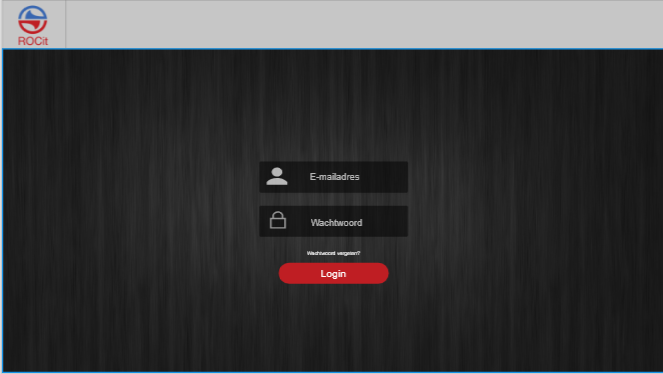 ROCit
E-mailadres
Wachtwoord
Wachtwoord vergeten?
Login